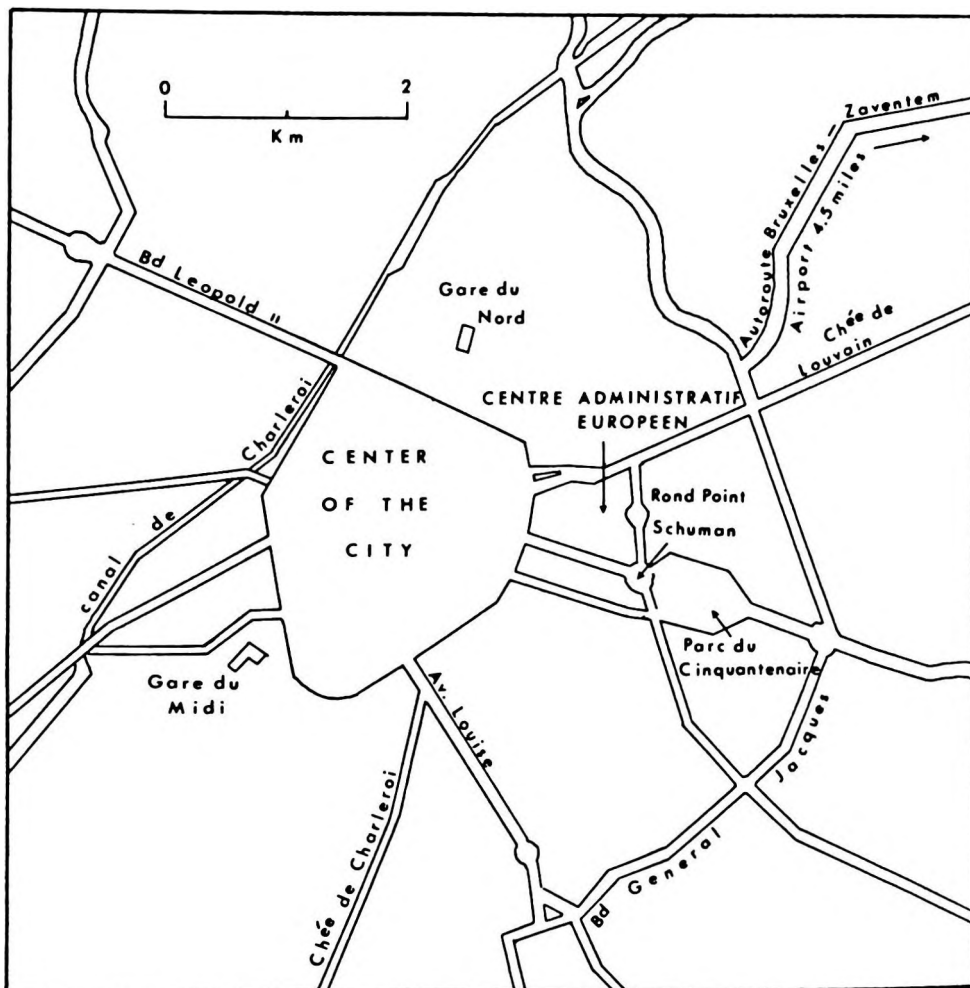 0 2
Km
Autoroute Bruxelles – Zaventem
Airport 4.5 miles
Bd Leopold II
Gare du
Nord
Chée de
Louvain
CENTRE ADMINISTRATIF
EUROPEEN
canal de Charleroi
CENTER
OF THE
CITY
Rond Point
Schuman
Parc du
Cinquantenaire
Gare du
Midi
Av. Louise
Chée de Charleroi
Bd General Jacques